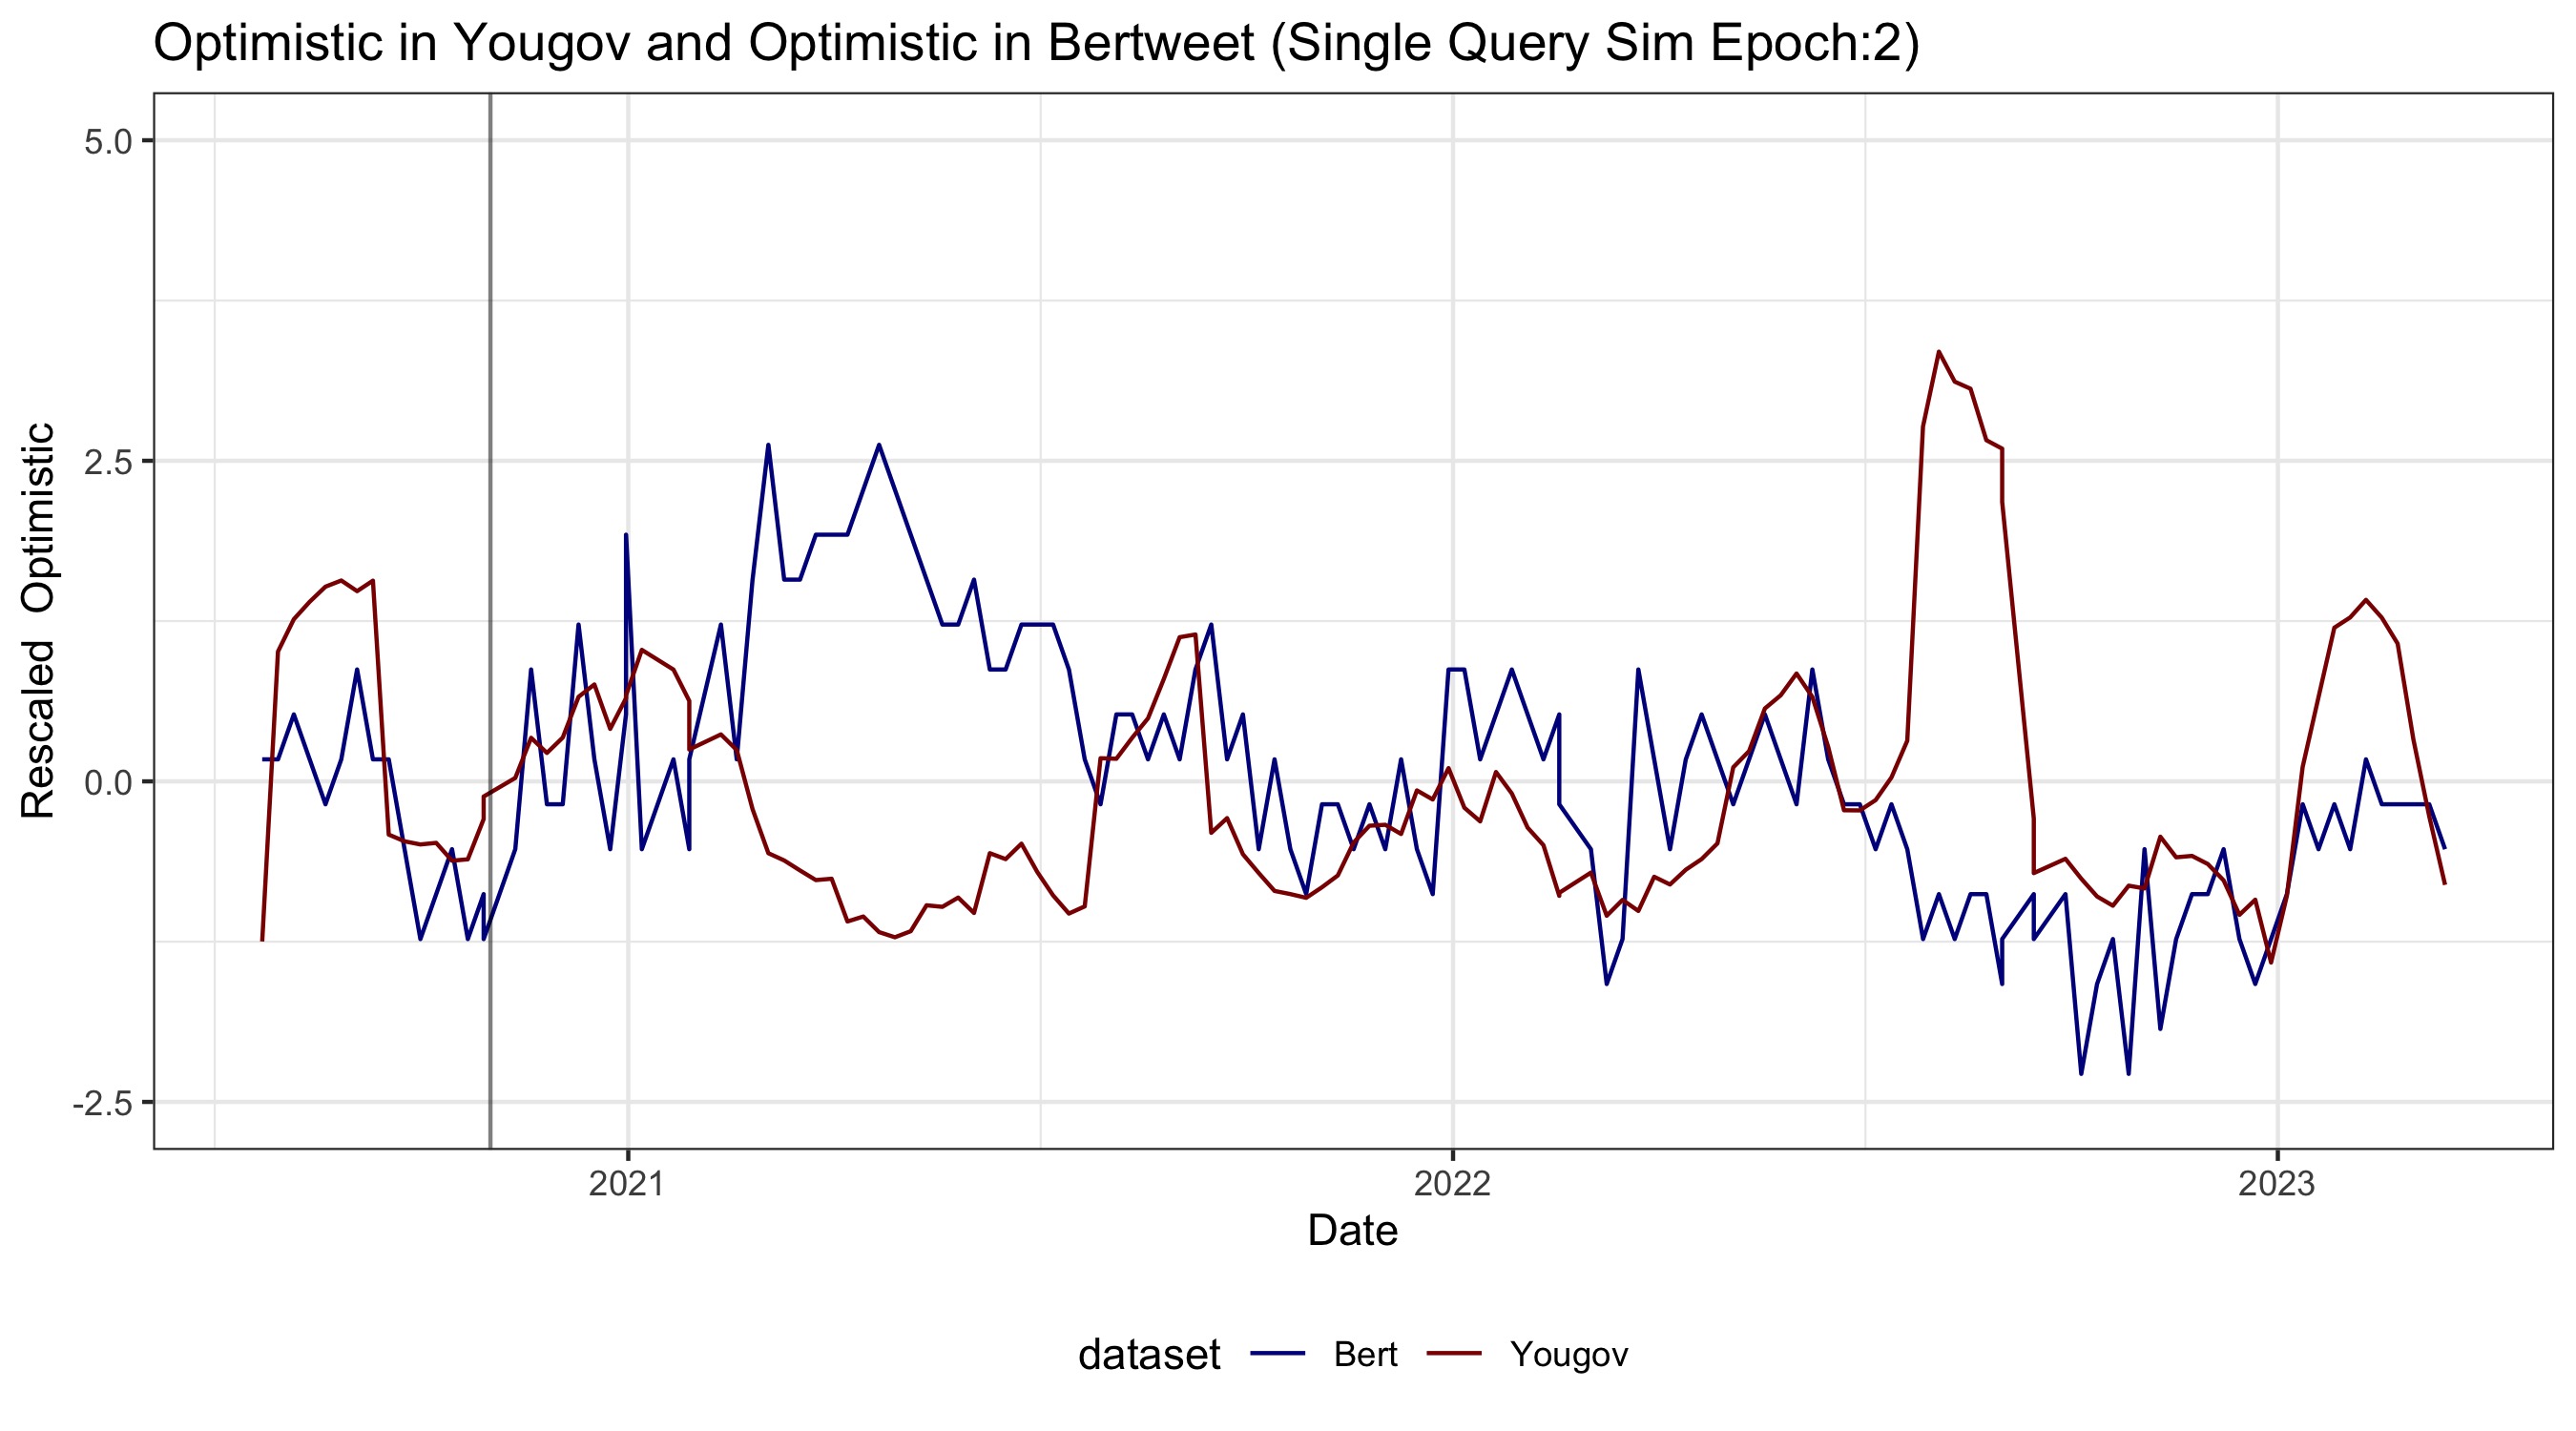 Optimistic in Yougov and Optimistic in Bertweet (Single Query Sim Epoch:2)
Rescaled  Optimistic
5.0
2.5
0.0
-2.5
2021
2022
2023
Date
dataset
Bert
Yougov